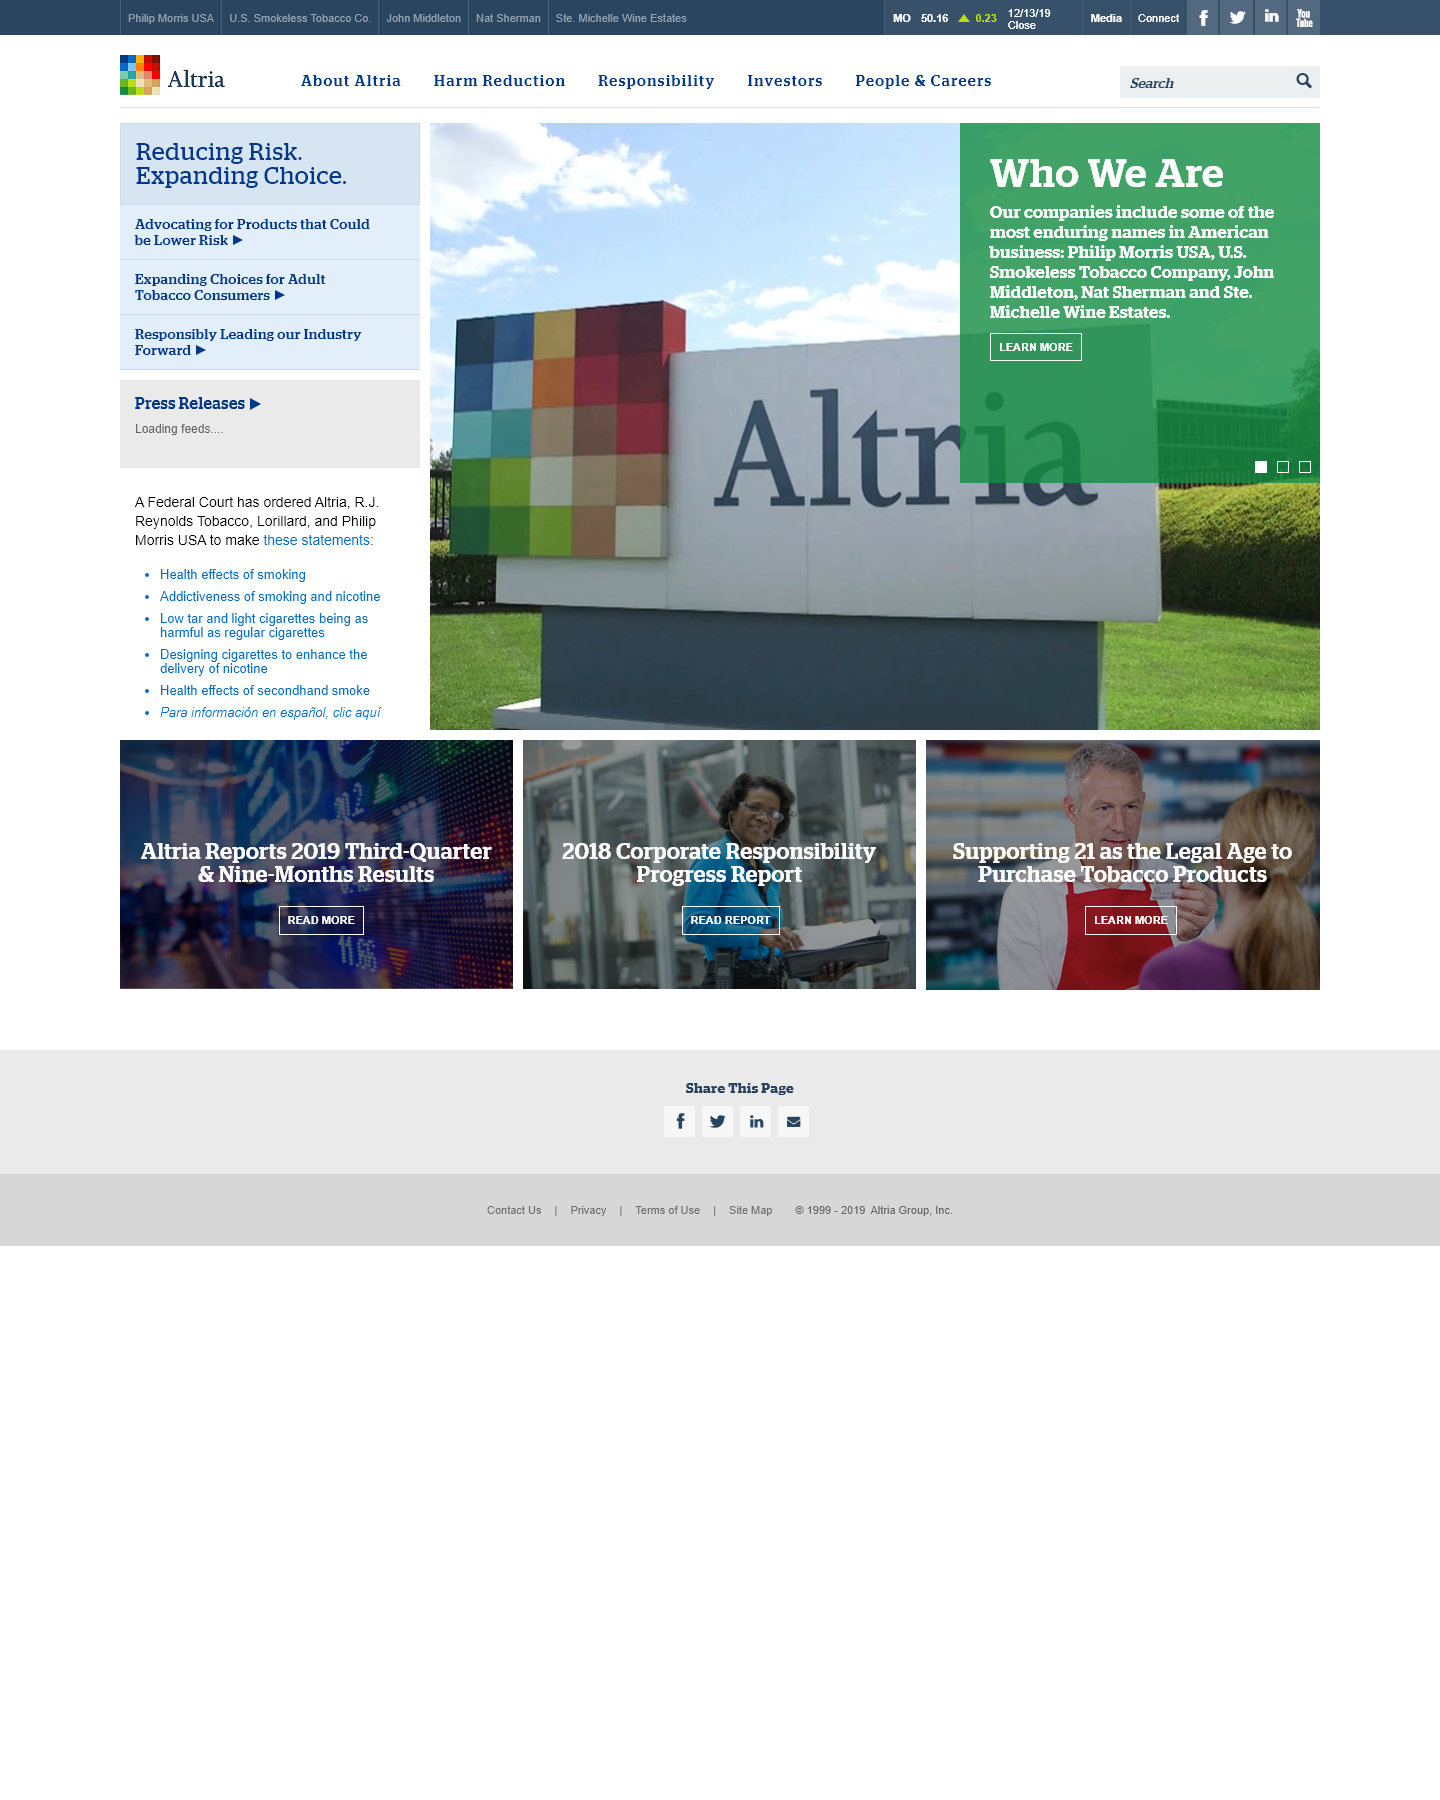 Philip Morris USA
U.S. Smokeless Tobacco Co.
John Middleton
Nat Sherman
Ste. Michelle Wine Estates
MO 50.16 0.23
12/13/19
Close
Media
Connect
You
Tube
Altria
About Altria
Harm Reduction
Responsibility
Investors
People & Careers
Search
Reducing Risk.
Expanding Choice.
Advocating for Products that Could
be Lower Risk ▶
Expanding Choices for Adult
Tobacco Consumers ▶
Responsibly Leading our Industry
Forward ▶
Press Releases ▶
Loading feeds....
A Federal Court has ordered Altria, R.J.
Reynolds Tobacco, Lorillard, and Philip
Morris USA to make these statements:
• Health effects of smoking
• Addictiveness of smoking and nicotine
• Low tar and light cigarettes being as
harmful as regular cigarettes
• Designing cigarettes to enhance the
delivery of nicotine
• Health effects of secondhand smoke
• Para información en español, clic aquí
Altria
Who We Are
Our companies include some of the
most enduring names in American
business: Philip Morris USA, U.S.
Smokeless Tobacco Company, John
Middleton, Nat Sherman and Ste.
Michelle Wine Estates.
LEARN MORE
Altria Reports 2019 Third-Quarter
& Nine-Months Results
READ MORE
2018 Corporate Responsibility
Progress Report
READ REPORT
Supporting 21 as the Legal Age to
Purchase Tobacco Products
LEARN MORE
Share This Page
Contact Us | Privacy | Terms of Use | Site Map © 1999 - 2019 Altria Group, Inc.